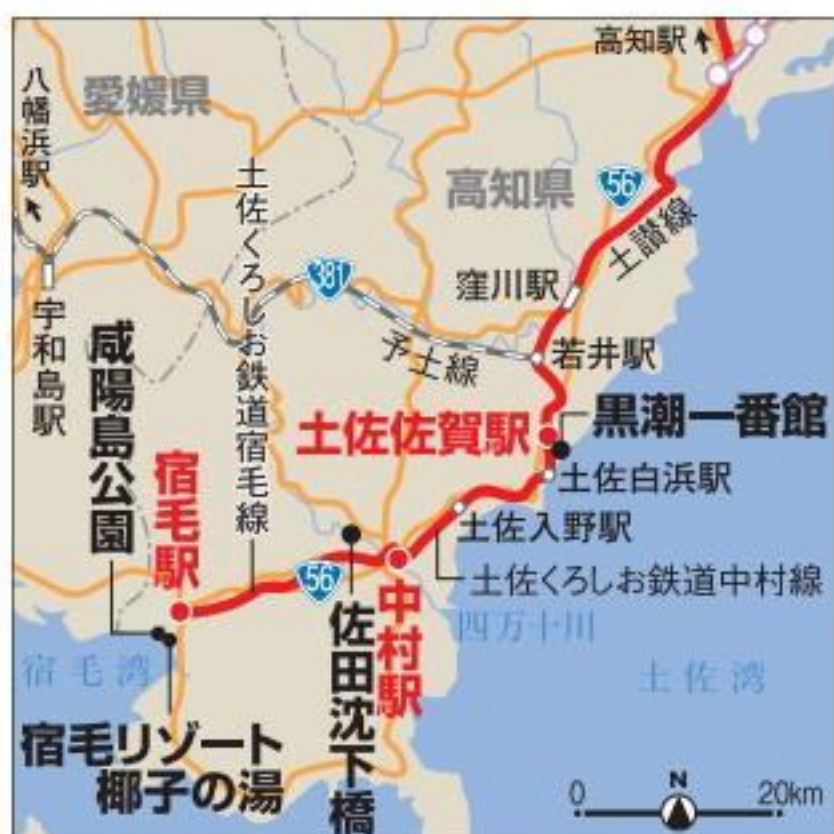 高知駅
八幡浜駅
愛媛県
高知県
56
土讃線
土佐くろしお鉄道宿毛線
381
窪川駅
宇和島駅
予土線
若井駅
咸陽島公園
土佐佐賀駅
黒潮一番館
宿毛駅
土佐白浜駅
土佐入野駅
56
土佐くろしお鉄道中村線
中村駅
佐田沈下橋
四万十川
宿毛湾
土佐湾
宿毛リゾート
椰子の湯
N
0
20km